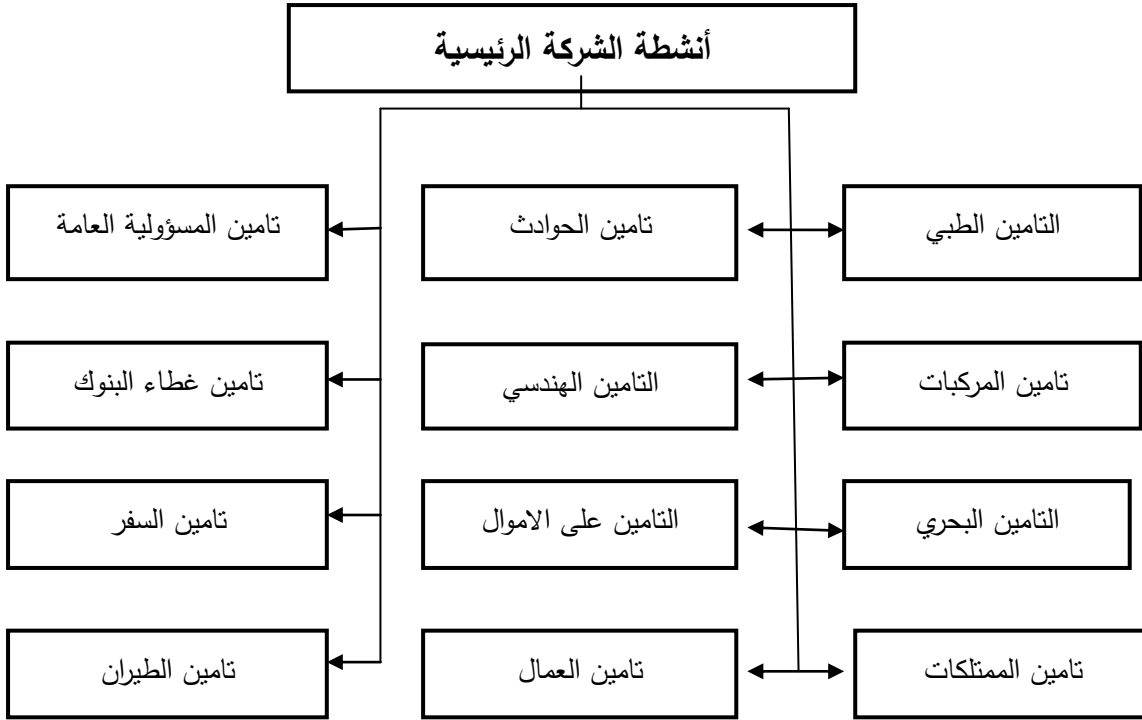 أنشطة الشركة الرئيسية
التامين الطبي
تامين الحوادث
تامين المسؤولية العامة
تامين المركبات
التامين الهندسي
تامين غطاء البنوك
التامين البحري
التامين على الاموال
تامين السفر
تامين الممتلكات
تامين العمال
تامين الطيران